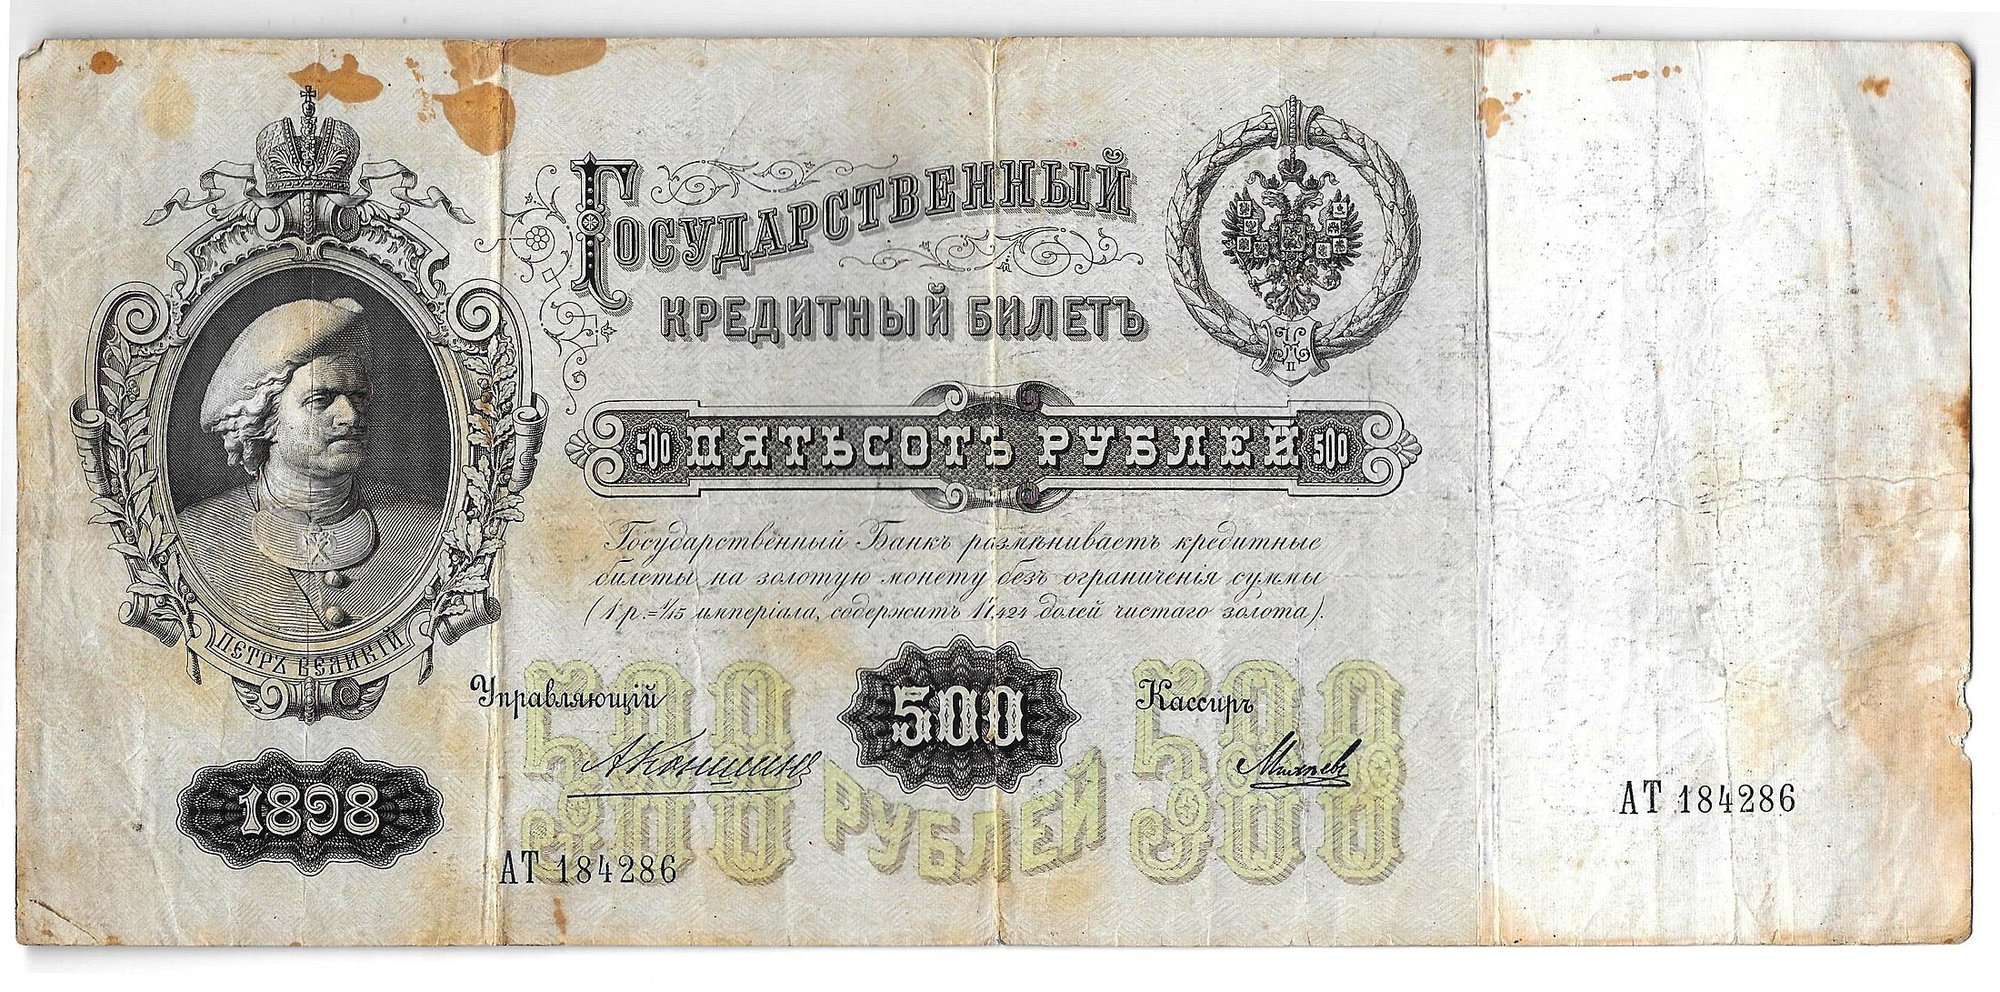 Государственный
кредитный билетъ
500 ПЯТЬСОТЪ РУБЛЕЙ 500
Государственный Банкъ размѣниваетъ кредитные
билеты на золотую монету безъ ограниченія суммы
(1 р.=1/15 имперіала, содержитъ 17,424 долей чистаго золота).
ПЕТРЪ ВЕЛИКІЙ
Управляющій
500
Кассиръ
500
500
АКоншинъ
Михѣевъ
1898
РУБЛЕЙ
АТ 184286
АТ 184286